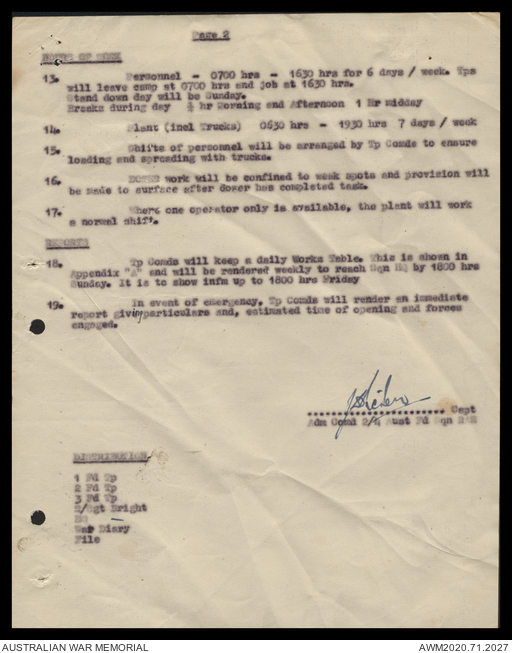 Page 2
HOURS OF WORK
13. Personnel - 0700 hrs - 1630 hrs for 6 days / week. Tps
will leave camp at 0700 hrs and job at 1630 hrs.
Stand down day will be Sunday.
Breaks during day ½ hr Morning and Afternoon 1 Hr midday
14. Plant (incl Trucks) 0630 hrs - 1930 hrs 7 days / week
15. Shifts of personnel will be arranged by Tp Comds to ensure
loading and spreading with trucks.
16. work will be confined to weak spots and provision will
be made to surface after dozer has completed task.
17. Where one operator only is available, the plant will work
a normal shift.
REPORTS
18. Tp Comds will keep a daily Works Table. This is shown in
Appendix "A" and will be rendered weekly to reach Sqn HQ by 1800 hrs
Sunday. It is to show infm up to 1800 hrs Friday
19. In event of emergency, Tp Comds will render an immediate
report giving particulars and, estimated time of opening and forces
engaged.
Capt
Adm Comd 2/4 Aust Fd Sqn RAE
DISTRIBUTION
1 Fd Tp
2 Fd Tp
3 Fd Tp
S/Sgt Bright
HQ -
War Diary
File
AUSTRALIAN WAR MEMORIAL
AWM2020.71.2027